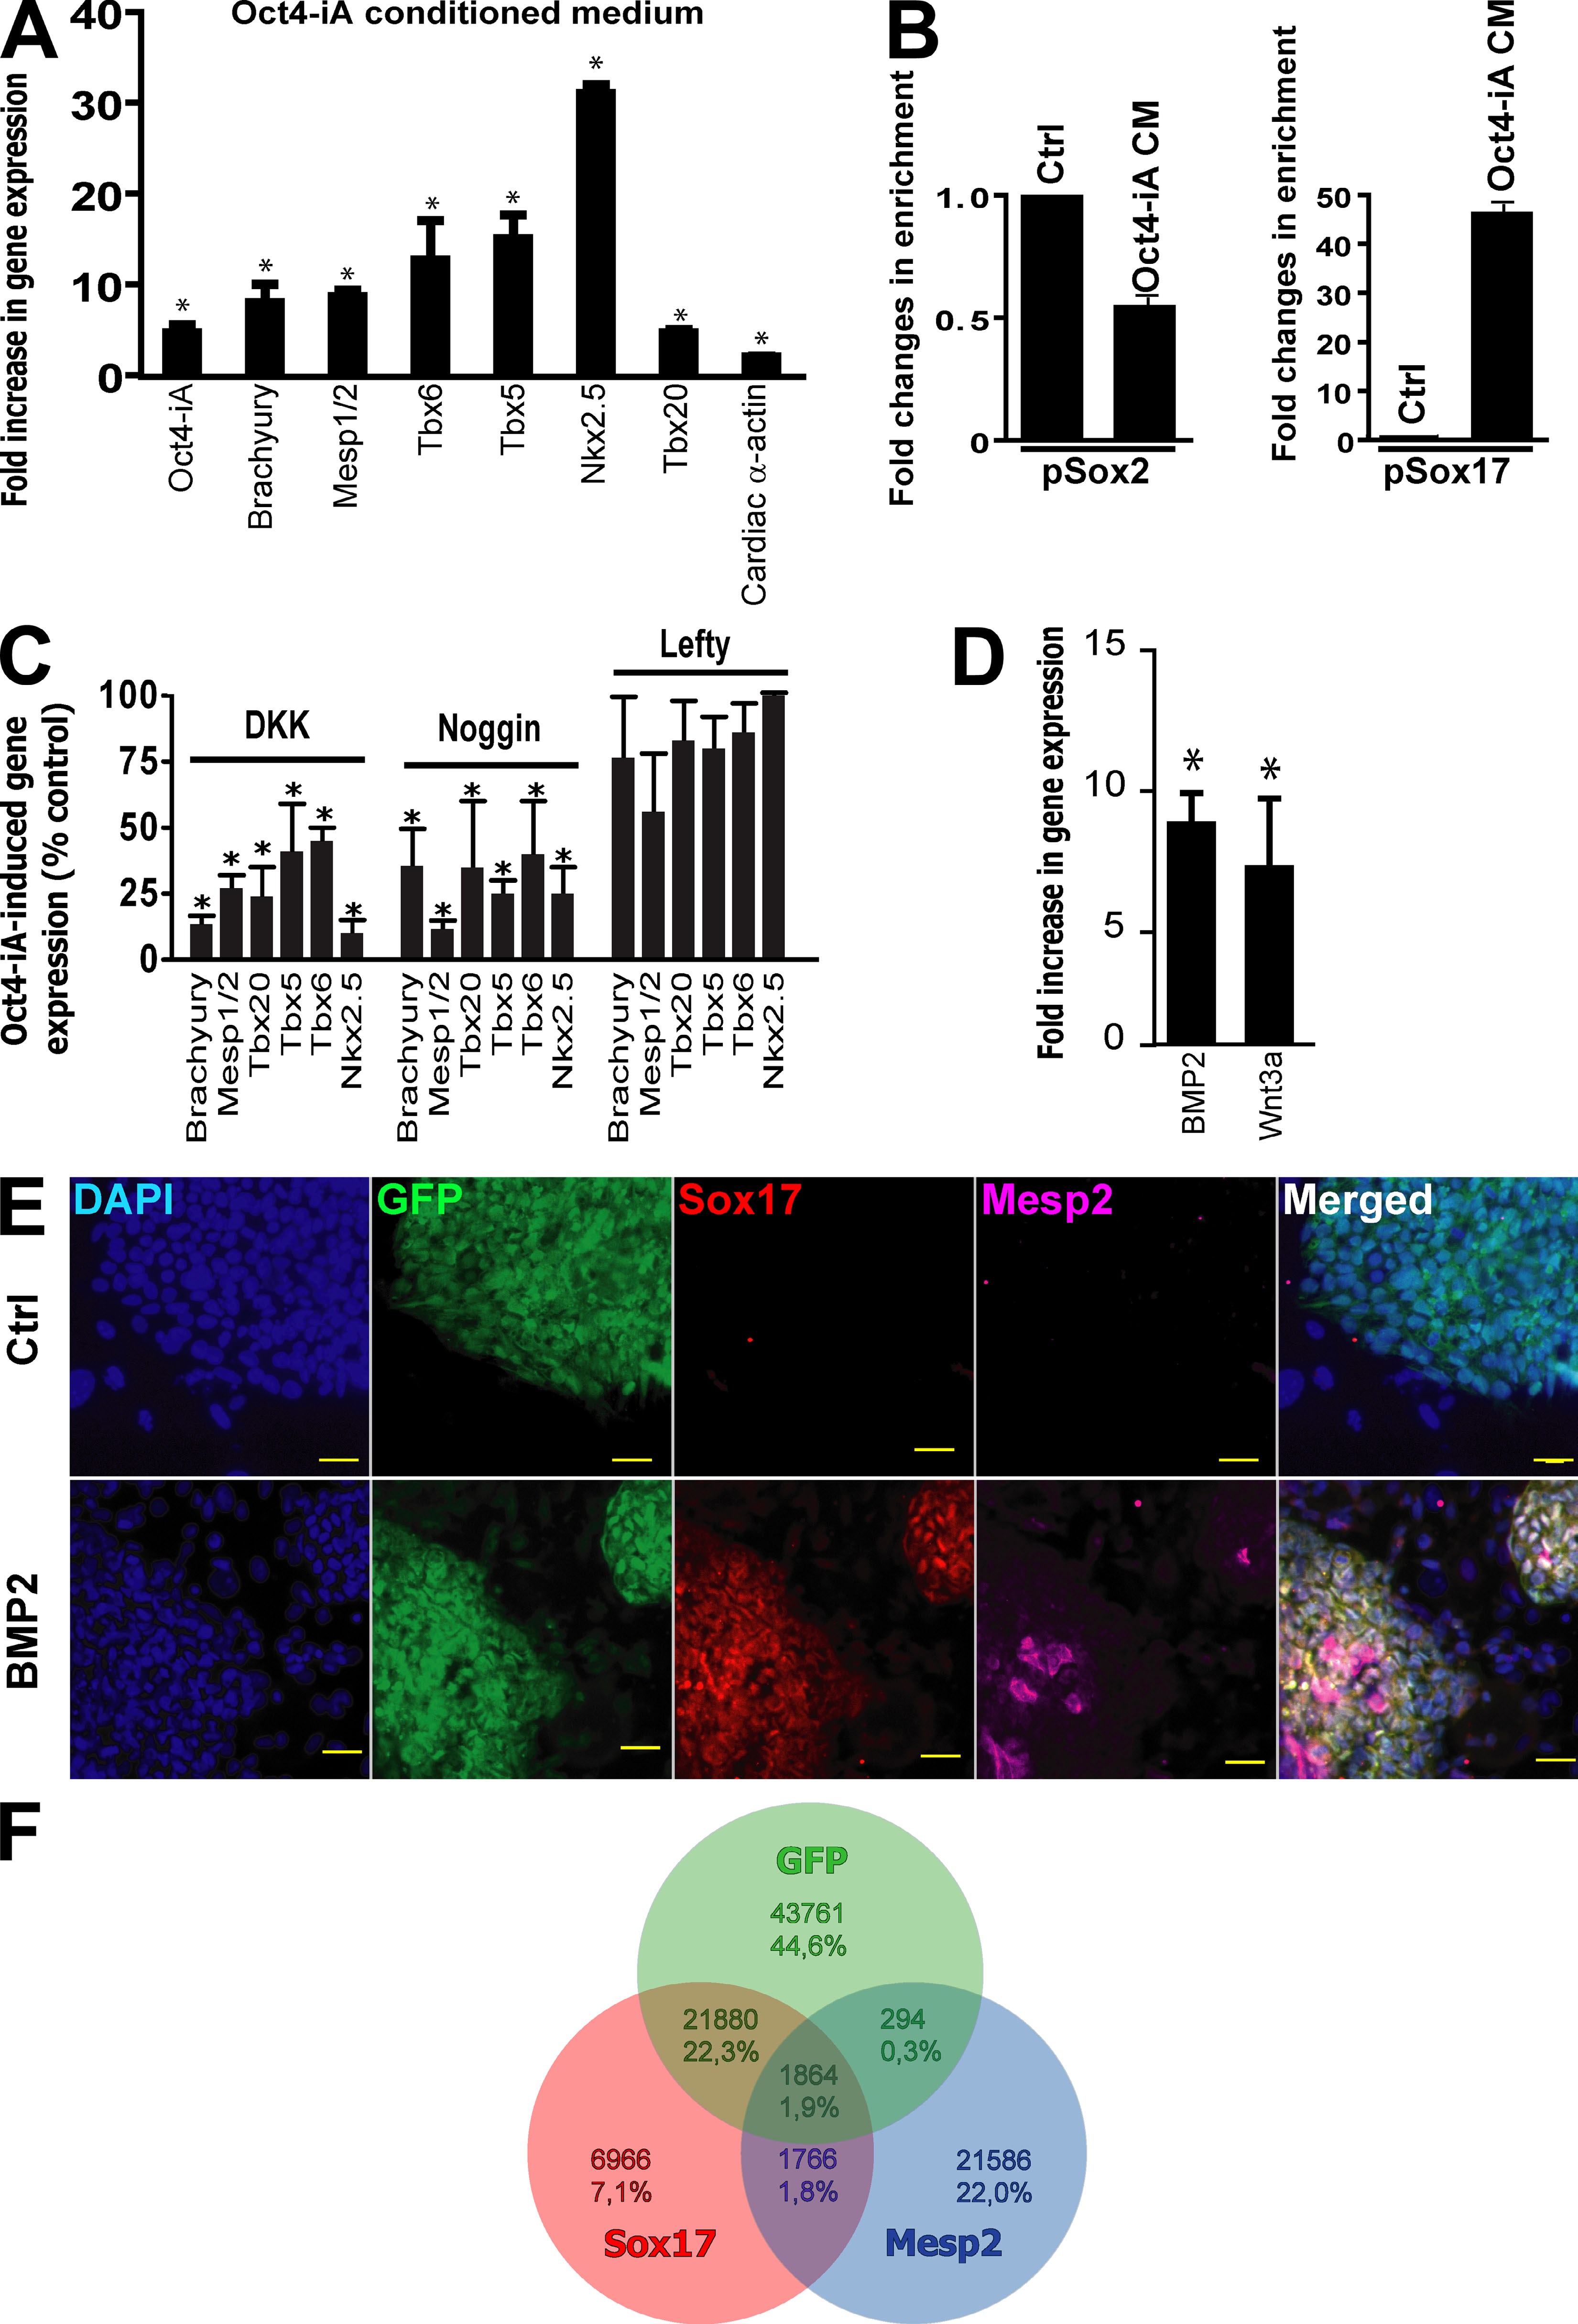 A
Oct4-iA conditioned medium
Fold increase in gene expression
40
30
20
10
0
*
*
*
*
*
*
*
*
Oct4-iA
Brachyury
Mesp1/2
Tbx6
Tbx5
Nkx2.5
Tbx20
Cardiac α-actin
B
Fold changes in enrichment
1.0
0.5
0
Ctrl
Oct4-iA CM
pSox2
Fold changes in enrichment
50
40
30
20
10
0
Ctrl
Oct4-iA CM
pSox17
C
Oct4-iA-induced gene
expression (% control)
100
75
50
25
0
DKK
Noggin
Lefty
*
*
*
*
*
*
*
*
*
*
*
*
Brachyury
Mesp1/2
Tbx20
Tbx5
Tbx6
Nkx2.5
Brachyury
Mesp1/2
Tbx20
Tbx5
Tbx6
Nkx2.5
Brachyury
Mesp1/2
Tbx20
Tbx5
Tbx6
Nkx2.5
D
Fold increase in gene expression
15
10
5
0
*
*
BMP2
Wnt3a
E
DAPI
GFP
Sox17
Mesp2
Merged
Ctrl
BMP2
F
GFP
43761
44,6%
21880
22,3%
294
0,3%
1864
1,9%
6966
7,1%
1766
1,8%
21586
22,0%
Sox17
Mesp2